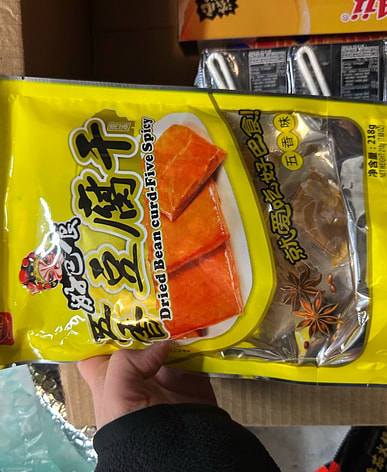 好巴食
五香
豆腐干
Dried Bean curd-Five Spicy
就爱吃好巴食!
五香味
净含量:218g